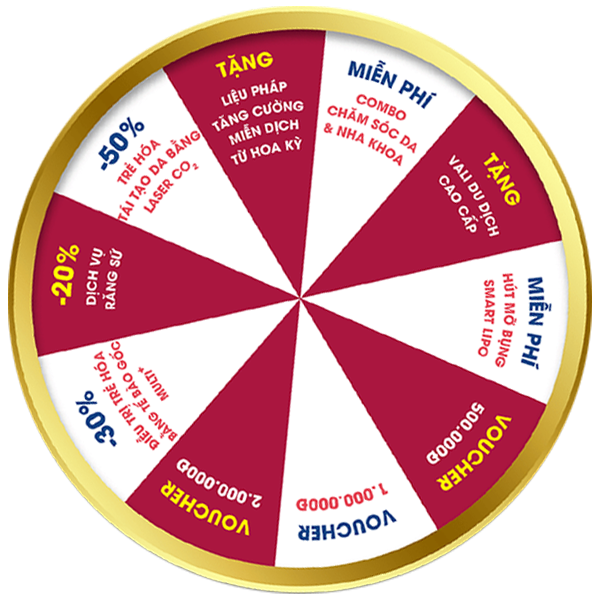 TẶNG
LIỆU PHÁP
TĂNG CƯỜNG
MIỄN DỊCH
TỪ HOA KỲ
MIỄN PHÍ
COMBO
CHĂM SÓC DA
& NHA KHOA
TẶNG
VALI DU DỊCH
CAO CẤP
MIỄN PHÍ
HÚT MỠ BỤNG
SMART LIPO
VOUCHER
500.000Đ
VOUCHER
1.000.000Đ
VOUCHER
2.000.000Đ
-30%
ĐIỀU TRỊ TRẺ HÓA
BẰNG TẾ BÀO GỐC
MULTI+
-20%
DỊCH VỤ
RĂNG SỨ
-50%
TRẺ HÓA
TÁI TẠO DA BẰNG
LASER CO₂